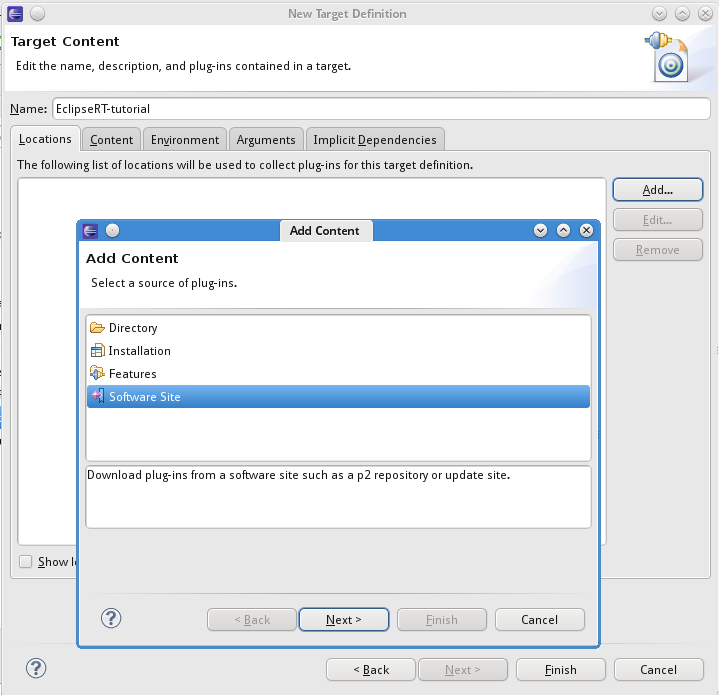 New Target Definition
Target Content
Edit the name, description, and plug-ins contained in a target.
Name: EclipseRT-tutorial
Locations Content Environment Arguments Implicit Dependencies
The following list of locations will be used to collect plug-ins for this target definition.
Add...
Edit...
Remove
Add Content
Add Content
Select a source of plug-ins.
Directory
Installation
Features
Software Site
Download plug-ins from a software site such as a p2 repository or update site.
Show
< Back Next > Finish Cancel
< Back Next > Finish Cancel